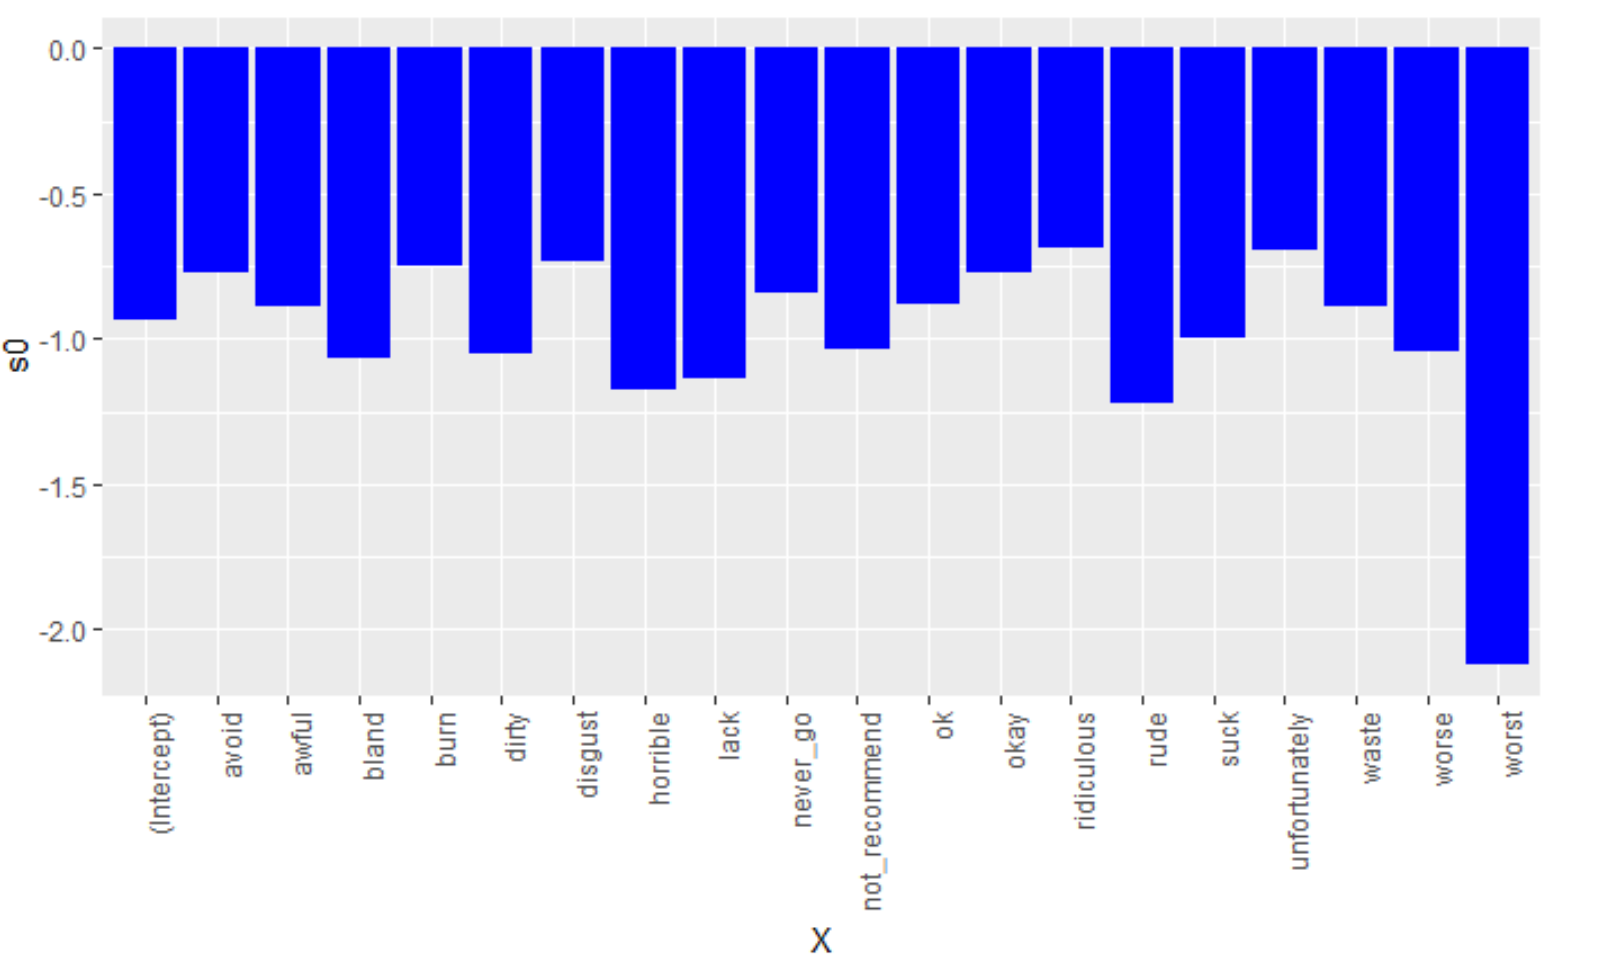 0.0
-0.5
-1.0
-1.5
-2.0
s0
(Intercept)
avoid
awful
bland
burn
dirty
disgust
horrible
lack
never_go
not_recommend
ok
okay
ridiculous
rude
suck
unfortunately
waste
worse
worst
X